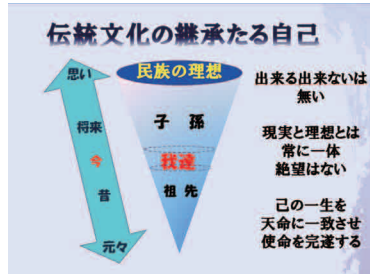 伝統文化の継承たる自己
思い
将来
今
昔
元々
民族の理想
子 孫
我達
祖先
出来る出来ないは
無い
現実と理想とは
常に一体
絶望はない
己の一生を
天命に一致させ
使命を完遂する